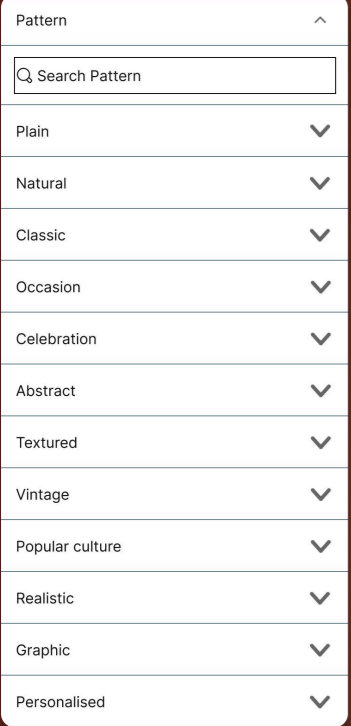 Pattern
Search Pattern
Plain
Natural
Classic
Occasion
Celebration
Abstract
Textured
Vintage
Popular culture
Realistic
Graphic
Personalised